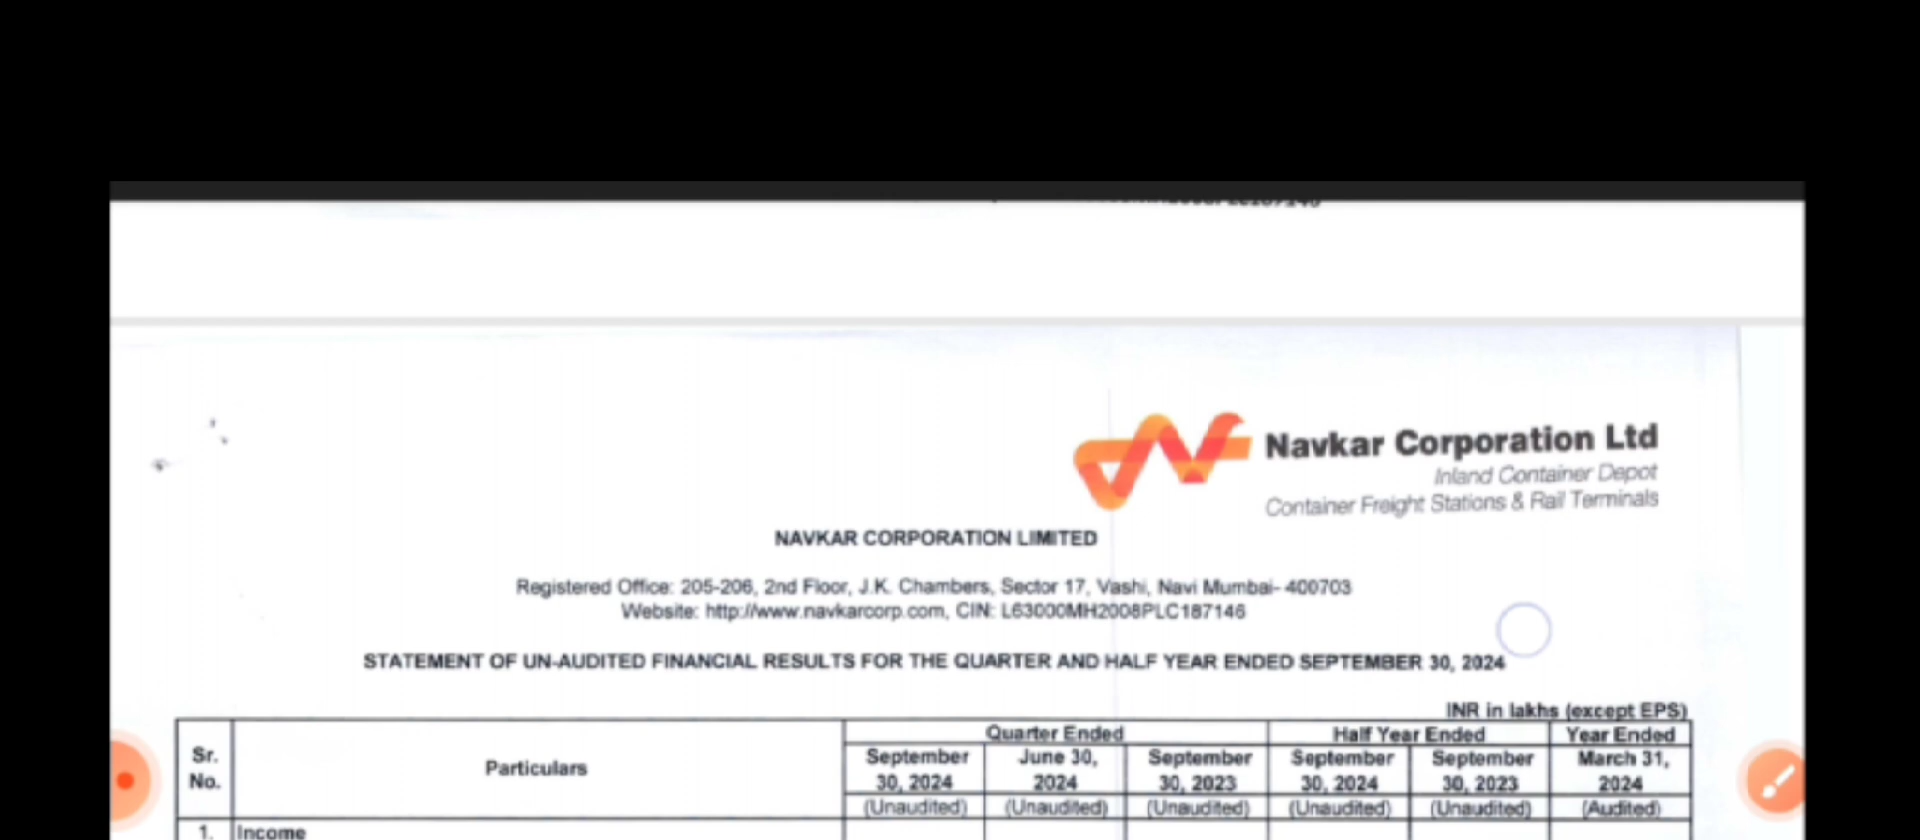 Navkar Corporation Ltd
Inland Container Depot
Container Freight Stations & Rail Terminals
NAVKAR CORPORATION LIMITED
Registered Office: 205-206, 2nd Floor, J.K. Chambers, Sector 17, Vashi, Navi Mumbai- 400703
Website: http://www.navkarcorp.com, CIN: L63000MH2008PLC187146
STATEMENT OF UN-AUDITED FINANCIAL RESULTS FOR THE QUARTER AND HALF YEAR ENDED SEPTEMBER 30, 2024
INR in lakhs (except EPS)
Quarter Ended Half Year Ended Year Ended
Sr. No. Particulars September 30, 2024 June 30, 2024 September 30, 2023 September 30, 2024 September 30, 2023 March 31, 2024
(Unaudited) (Unaudited) (Unaudited) (Unaudited) (Unaudited) (Audited)
1. Income